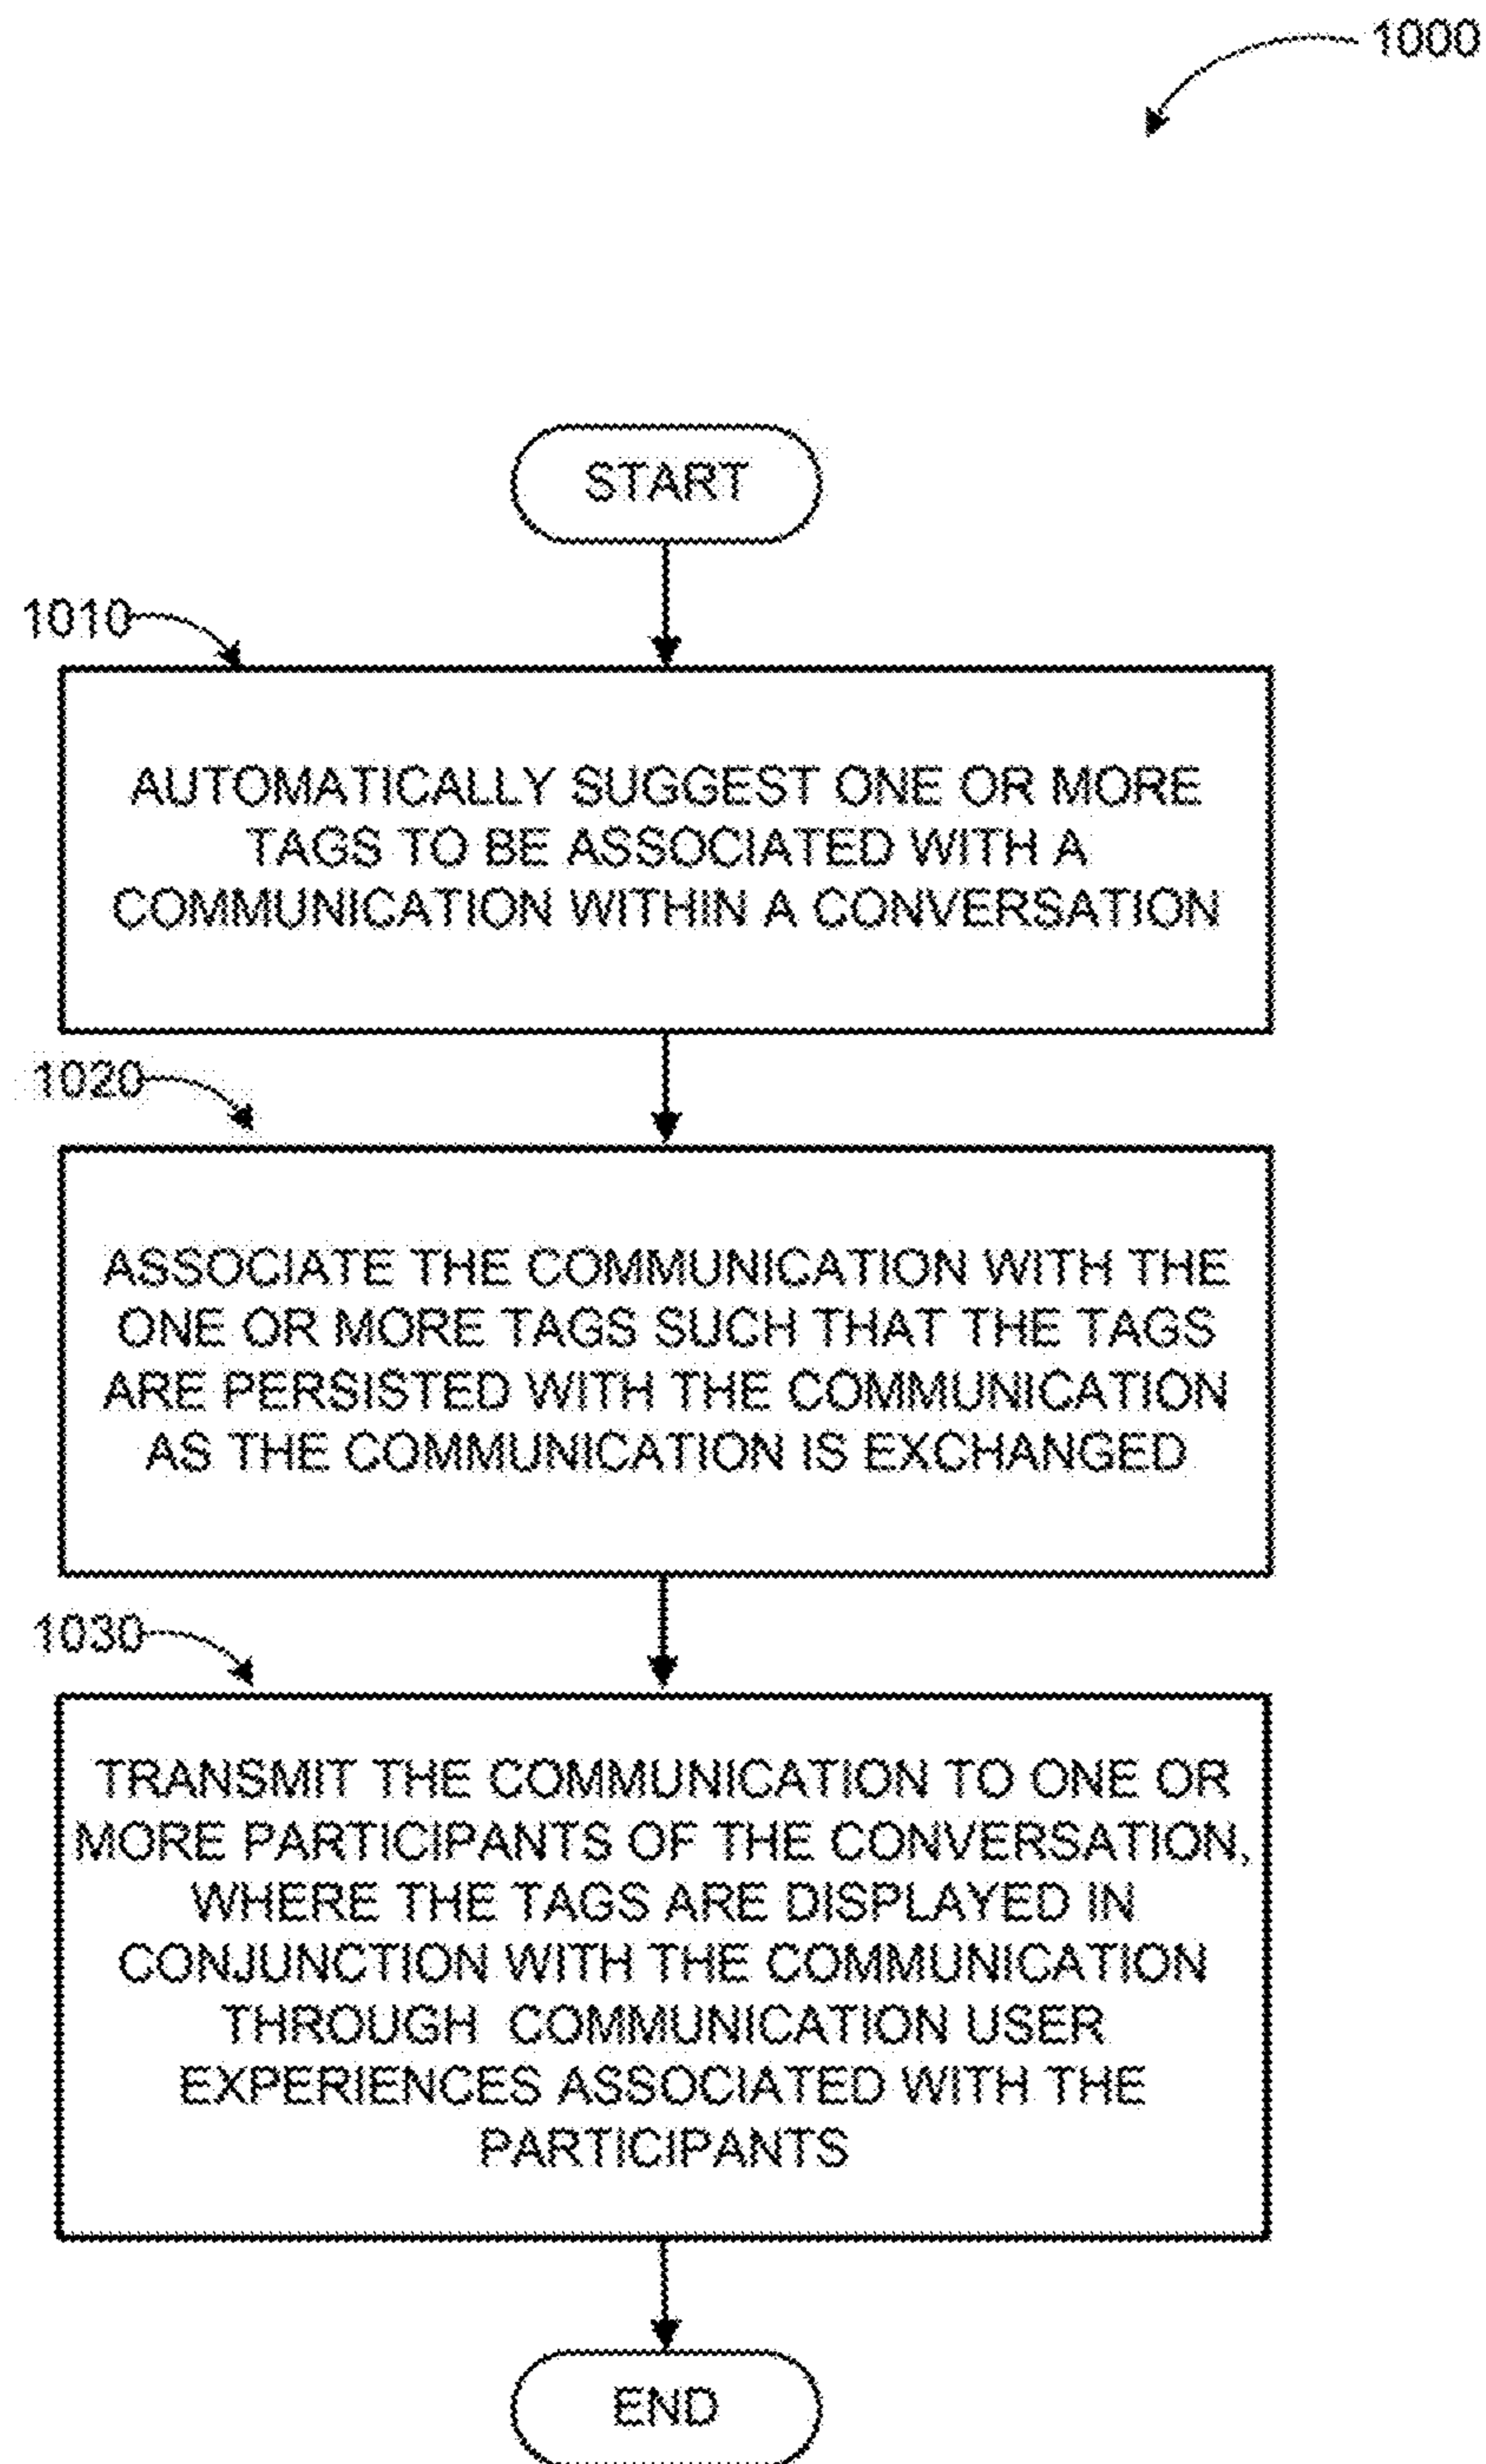 1000
START
1010
AUTOMATICALLY SUGGEST ONE OR MORE
TAGS TO BE ASSOCIATED WITH A
COMMUNICATION WITHIN A CONVERSATION
1020
ASSOCIATE THE COMMUNICATION WITH THE
ONE OR MORE TAGS SUCH THAT THE TAGS
ARE PERSISTED WITH THE COMMUNICATION
AS THE COMMUNICATION IS EXCHANGED
1030
TRANSMIT THE COMMUNICATION TO ONE OR
MORE PARTICIPANTS OF THE CONVERSATION,
WHERE THE TAGS ARE DISPLAYED IN
CONJUNCTION WITH THE COMMUNICATION
THROUGH COMMUNICATION USER
EXPERIENCES ASSOCIATED WITH THE
PARTICIPANTS
END